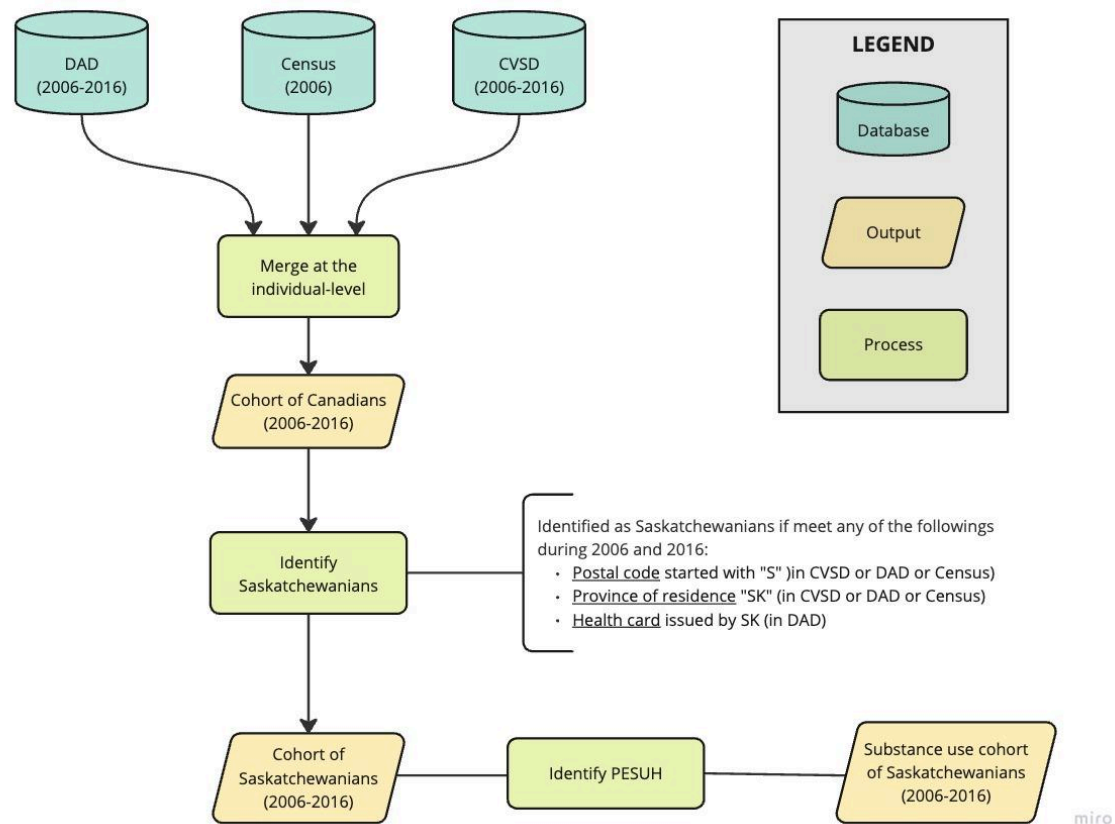 DAD
(2006-2016)
Census
(2006)
CVSD
(2006-2016)
LEGEND
Database
Output
Process
Merge at the
individual-level
Cohort of Canadians
(2006-2016)
Identify
Saskatchewanians
Identified as Saskatchewanians if meet any of the followings
during 2006 and 2016:
· Postal code started with "S" )in CVSD or DAD or Census)
· Province of residence "SK" (in CVSD or DAD or Census)
· Health card issued by SK (in DAD)
Cohort of
Saskatchewanians
(2006-2016)
Identify PESUH
Substance use cohort
of Saskatchewanians
(2006-2016)
miro